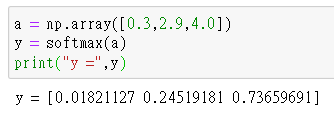 a = np.array([0.3,2.9,4.0])
y = softmax(a)
print("y =",y)
y = [0.01821127 0.24519181 0.73659691]